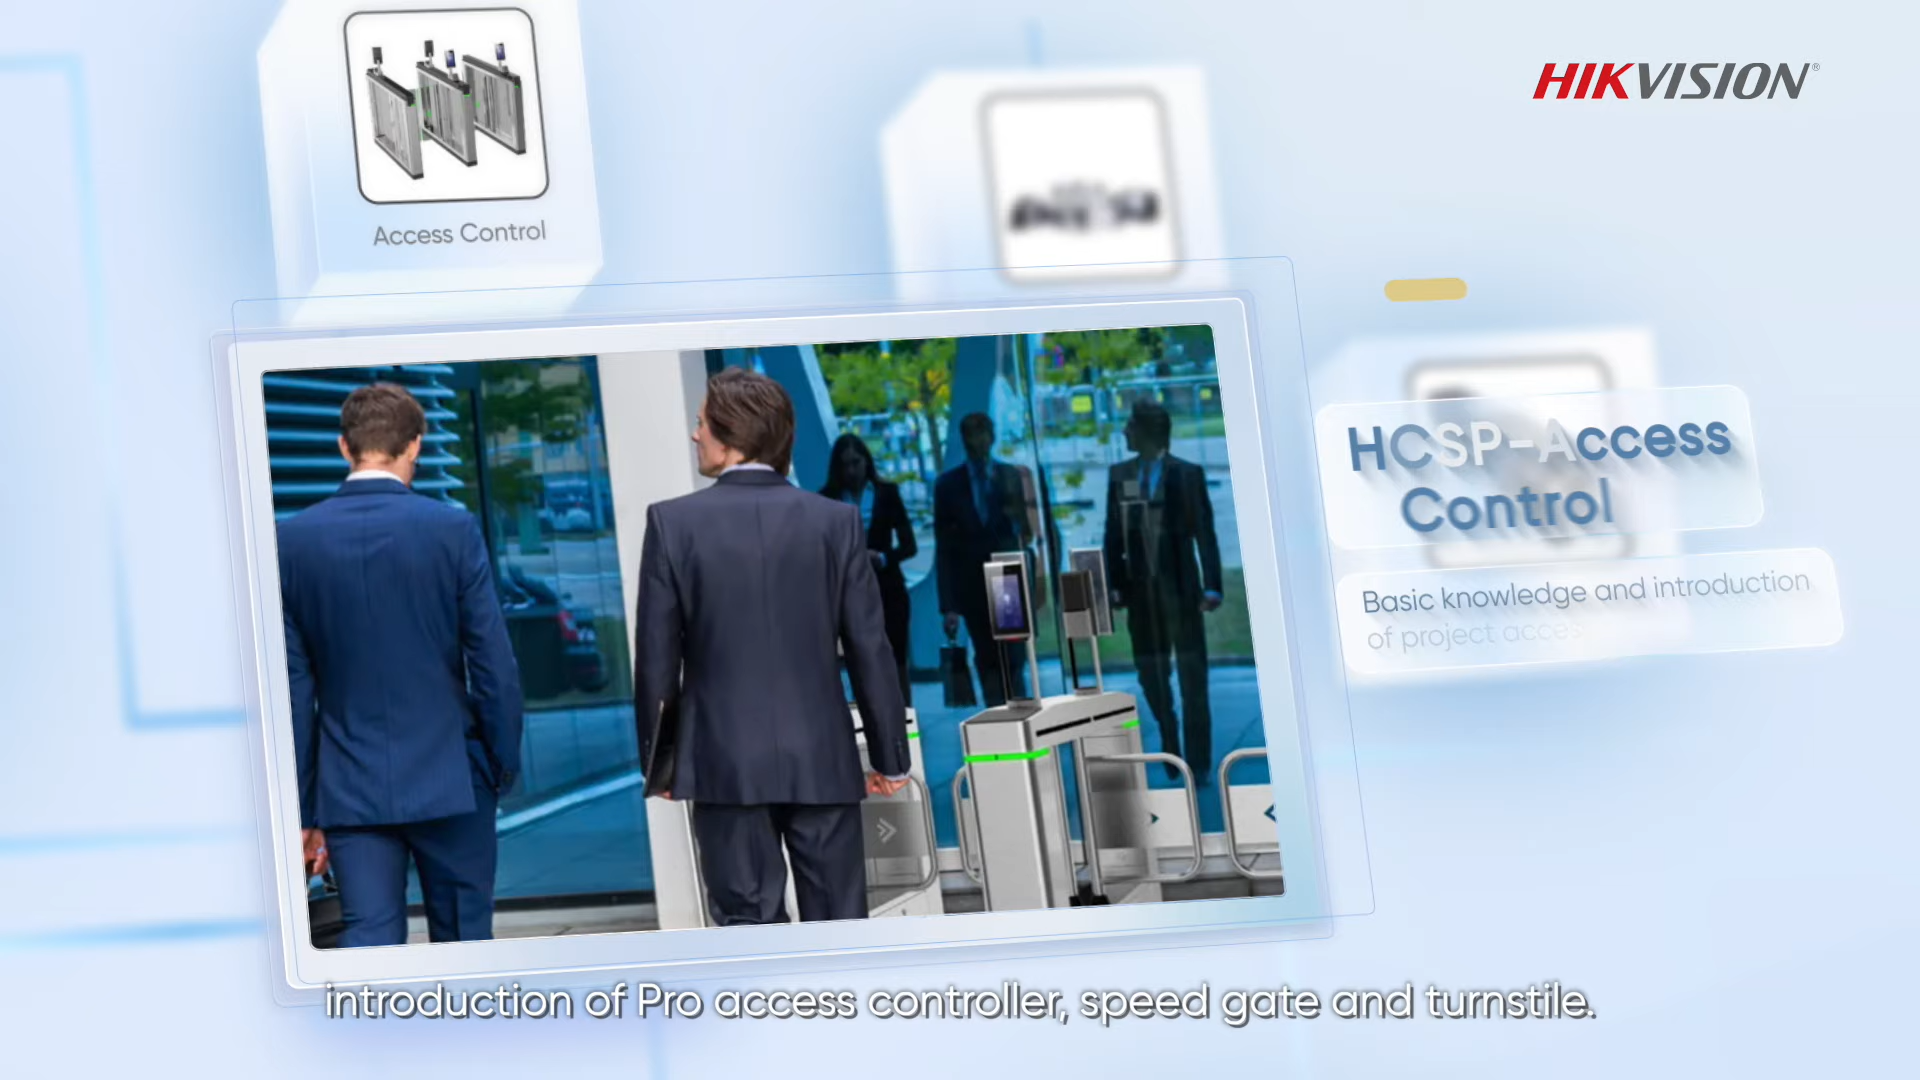 HIKVISION®
Access Control
HCSP-Access
Control
Basic knowledge and introduction
of project acces
introduction of Pro access controller, speed gate and turnstile.